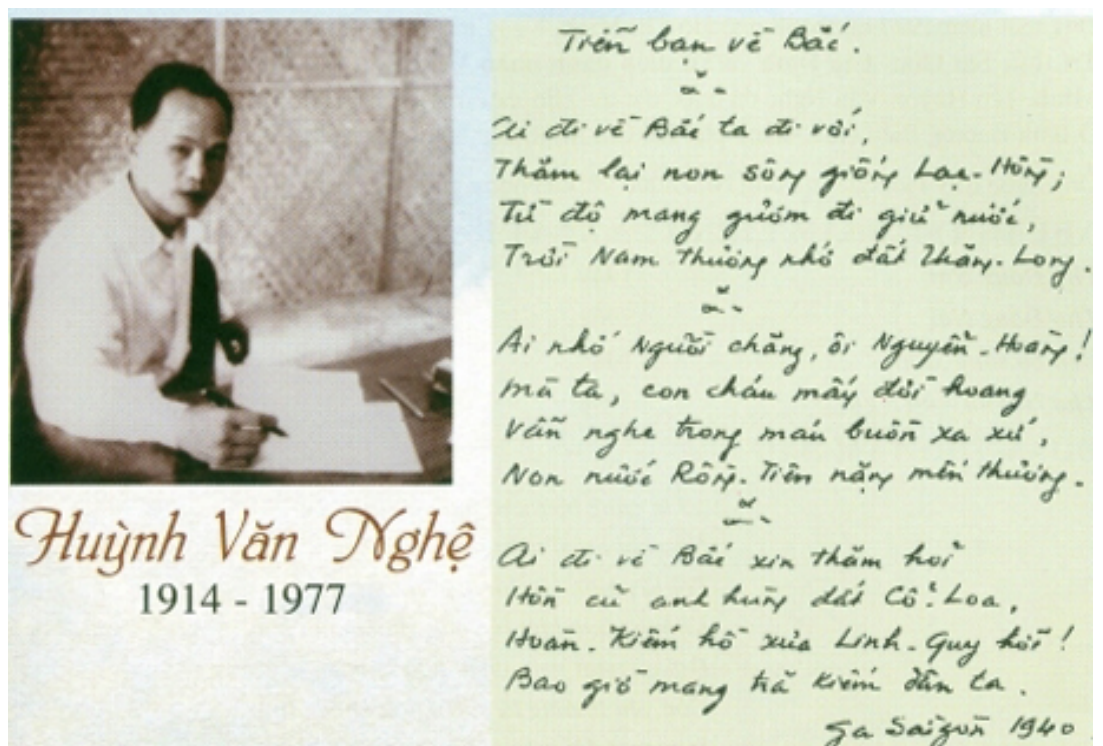 Huỳnh Văn Nghệ
1914 - 1977
Tiễn bạn về Bắc.
Ai đi về Bắc ta đi với,
Thăm lại non sông giống Lạc-Hồng;
Từ độ mang gươm đi giữ nước,
Trời Nam thương nhớ đất Thăng-Long.
Ai nhớ Người chăng, ôi Nguyễn-Hoàng!
Mà ta, con cháu mấy đời hoang
Vẫn nghe trong máu buồn xa xứ,
Non nước Rồng-Tiên nặng mến thương.
Ai đi về Bắc xin thăm hỏi
Hồn cũ anh hùng đất Cổ-Loa,
Hoàn-Kiếm hồ xưa Linh-Quy hỡi!
Bao giờ mang trả kiếm dân ta.
Ga Sàigòn 1940